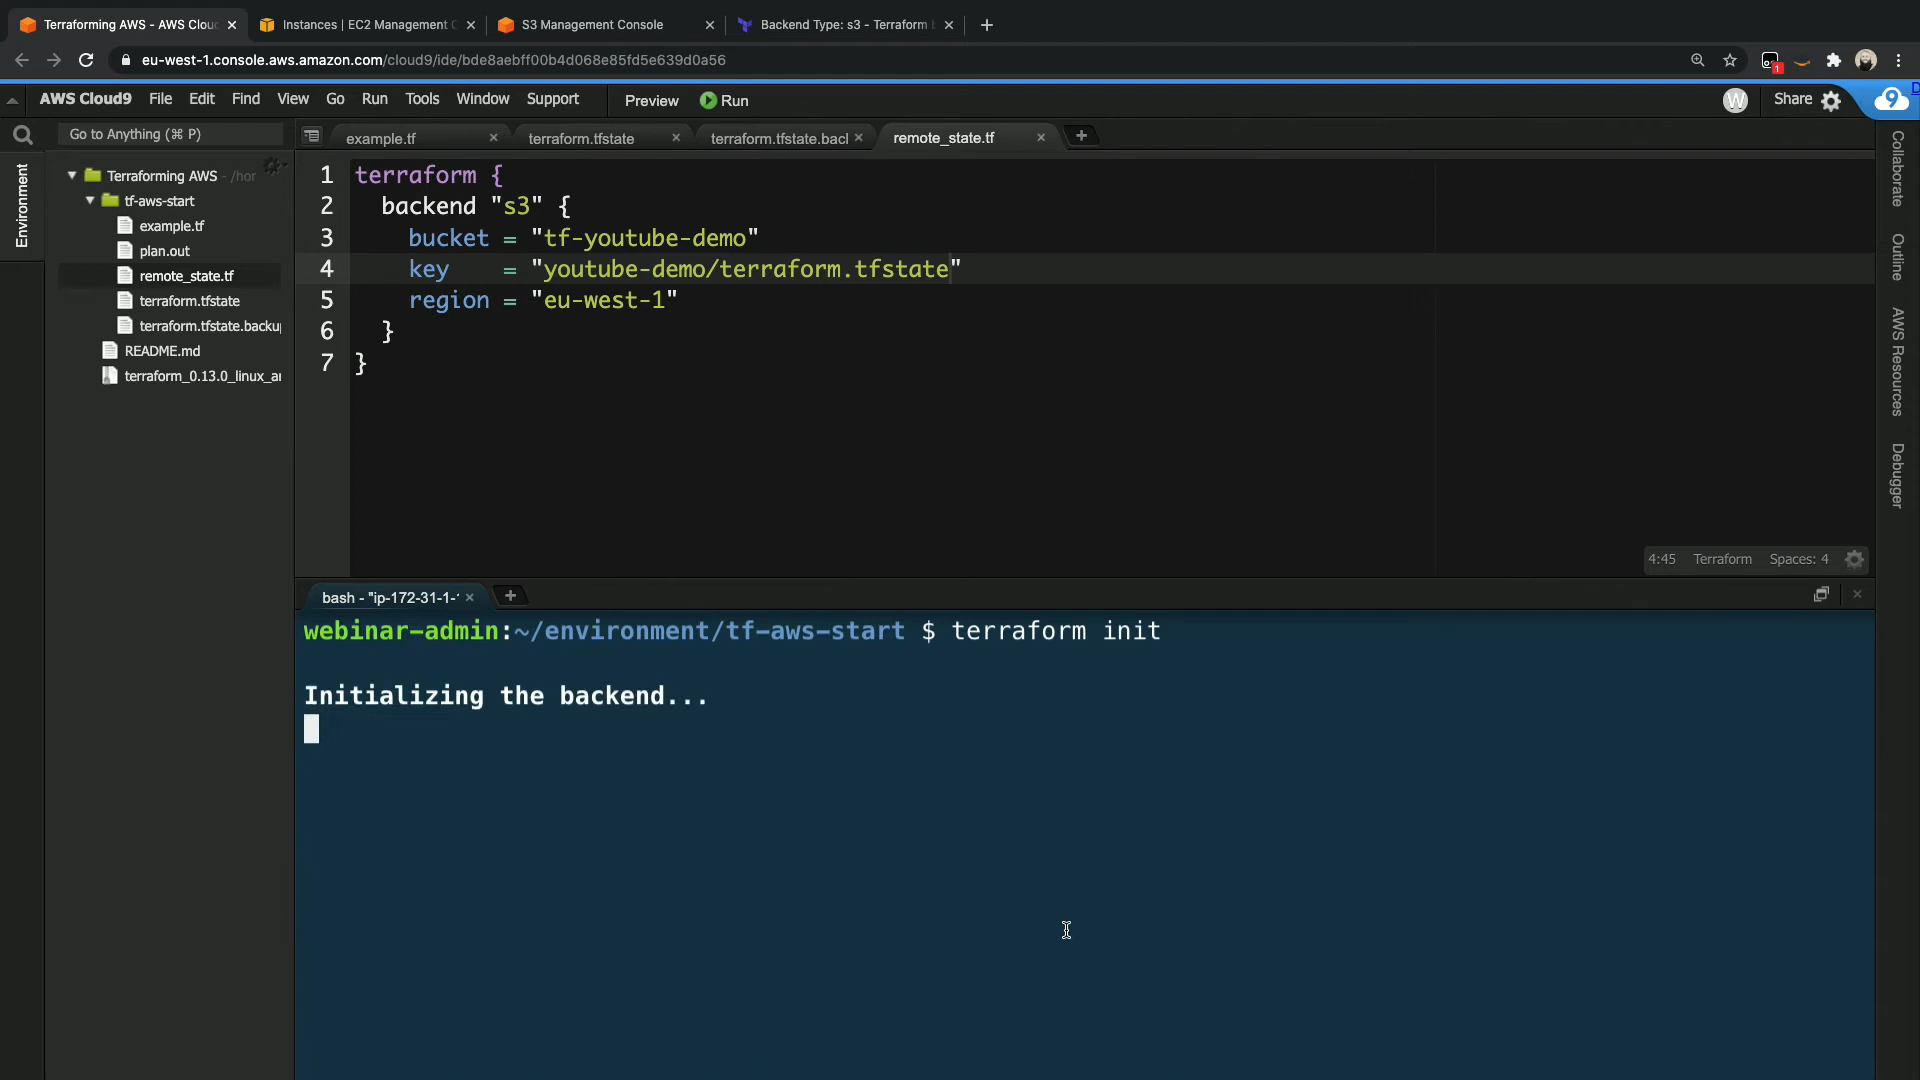 Terraforming AWS - AWS Clou
Instances | EC2 Management C
S3 Management Console
Backend Type: s3 - Terraform b
eu-west-1.console.aws.amazon.com/cloud9/ide/bde8aebff00b4d068e85fd5e639d0a56
1
AWS Cloud9 File Edit Find View Go Run Tools Window Support Preview Run
W Share 9
Go to Anything (⌘ P)
example.tf terraform.tfstate terraform.tfstate.bacl remote_state.tf
Environment
Terraforming AWS - /hor
tf-aws-start
example.tf
plan.out
remote_state.tf
terraform.tfstate
terraform.tfstate.backu
README.md
terraform_0.13.0_linux_a
1 terraform {
2 backend "s3" {
3 bucket = "tf-youtube-demo"
4 key = "youtube-demo/terraform.tfstate"
5 region = "eu-west-1"
6 }
7 }
4:45 Terraform Spaces: 4
Collaborate
Outline
AWS Resources
Debugger
bash - "ip-172-31-1-
webinar-admin:~/environment/tf-aws-start $ terraform init
Initializing the backend...